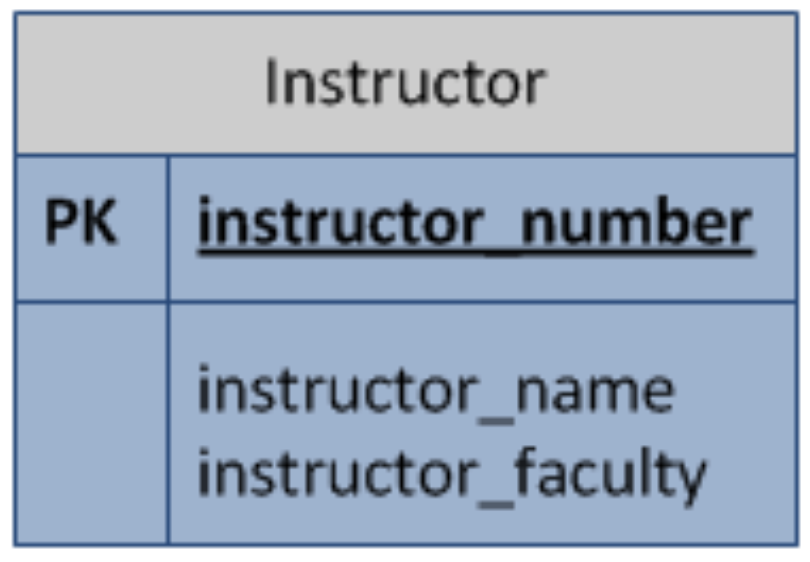 Instructor
PK instructor_number
instructor_name
instructor_faculty